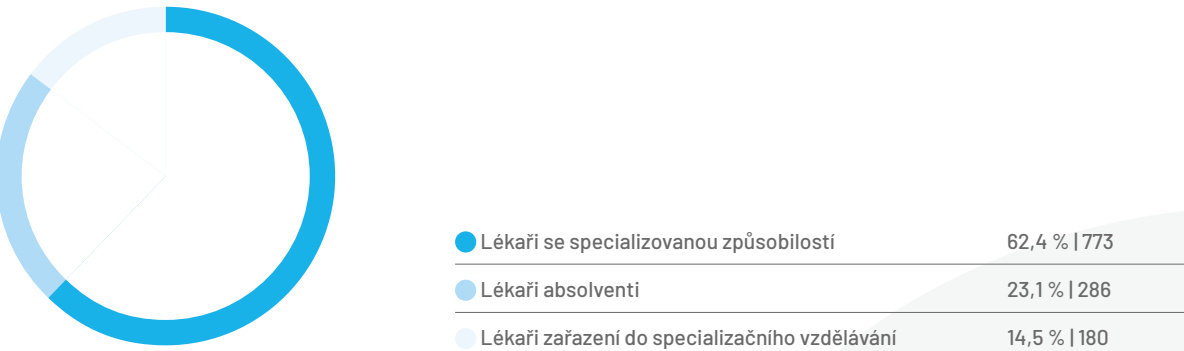 Lékaři se specializovanou způsobilostí 62,4 % | 773
Lékaři absolventi 23,1 % | 286
Lékaři zařazení do specializačního vzdělávání 14,5 % | 180